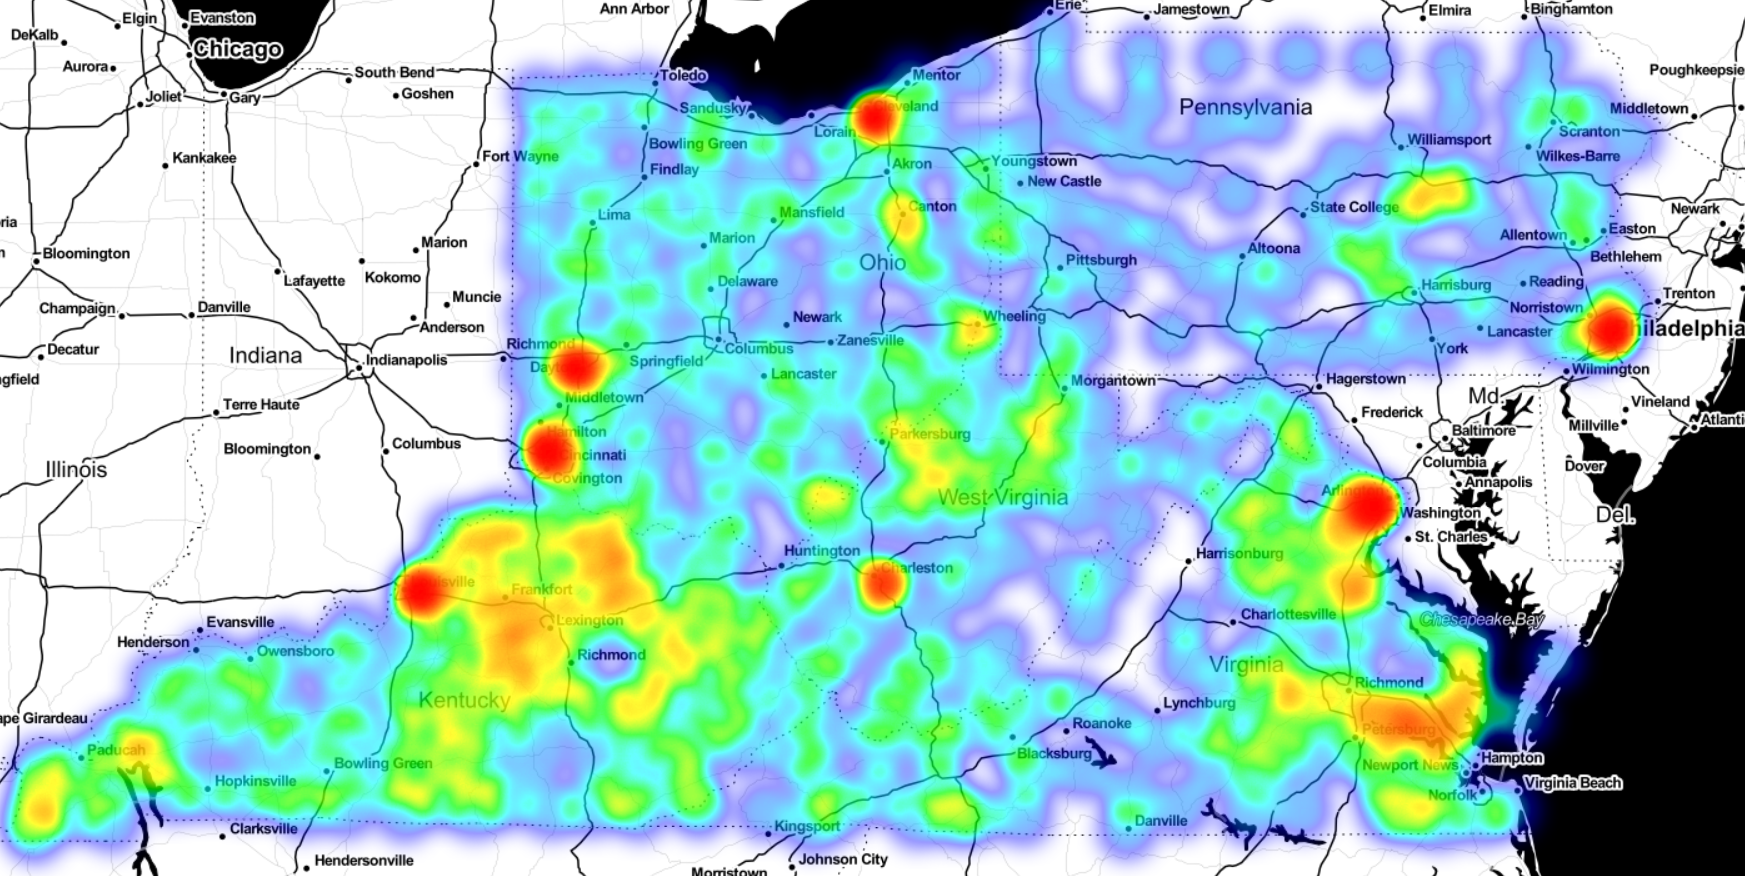 Erie
Ann Arbor
Jamestown
Elmira
Binghamton
Elgin
Evanston
DeKalb
Chicago
Aurora
South Bend
Toledo
Mentor
Poughkeepsie
Joliet
Gary
Goshen
Sandusky
Cleveland
Pennsylvania
Middletown
Lorain
Scranton
Bowling Green
Williamsport
Kankakee
Fort Wayne
Findlay
Akron
Youngstown
Wilkes-Barre
New Castle
Lima
Mansfield
Canton
State College
Newark
Marion
Marion
Allentown
Easton
Bloomington
Altoona
Bethlehem
Lafayette
Kokomo
Ohio
Pittsburgh
Delaware
Harrisburg
Reading
Muncie
Trenton
Champaign
Danville
Norristown
Anderson
Newark
Wheeling
Lancaster
hiladelphia
Decatur
Indiana
Indianapolis
Richmond
Springfield
Columbus
Zanesville
York
gfield
Day
Lancaster
Wilmington
Morgantown
Hagerstown
Middletown
Md.
Terre Haute
Frederick
Vineland
Millville
Atlanti
Bloomington
Columbus
Hamilton
Parkersburg
Baltimore
Illinois
Cincinnati
Columbia
Dover
Covington
Annapolis
West Virginia
Arling
Washington
Del.
St. Charles
Huntington
Harrisonburg
Charleston
isville
Frankfort
Evansville
Lexington
Charlottesville
Chesapeake Bay
Henderson
Owensboro
Richmond
Virginia
Richmond
Kentucky
Lynchburg
ape Girardeau
Roanoke
Petersburg
Paducah
Blacksburg
Hampton
Bowling Green
Newport News
Hopkinsville
Virginia Beach
Norfolk
Clarksville
Kingsport
Danville
Hendersonville
Johnson City
Morristown